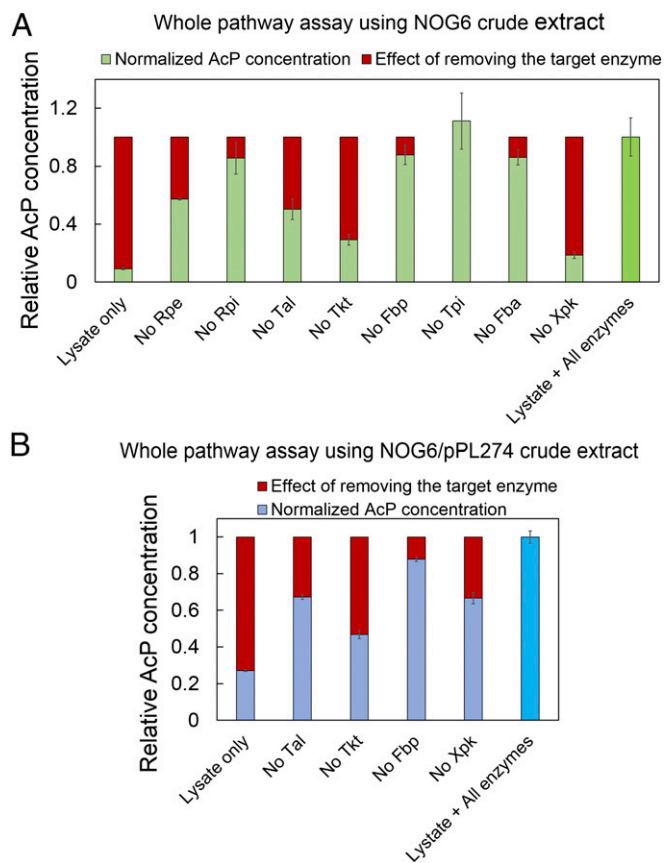 A
Whole pathway assay using NOG6 crude extract
Normalized AcP concentration Effect of removing the target enzyme
Relative AcP concentration
1.2
0.8
0.4
0
Lysate only
No Rpe
No Rpi
No Tal
No Tkt
No Fbp
No Tpi
No Fba
No Xpk
Lystate + All enzymes
B
Whole pathway assay using NOG6/pPL274 crude extract
Effect of removing the target enzyme
Normalized AcP concentration
Relative AcP concentration
1
0.8
0.6
0.4
0.2
0
Lysate only
No Tal
No Tkt
No Fbp
No Xpk
Lystate + All enzymes